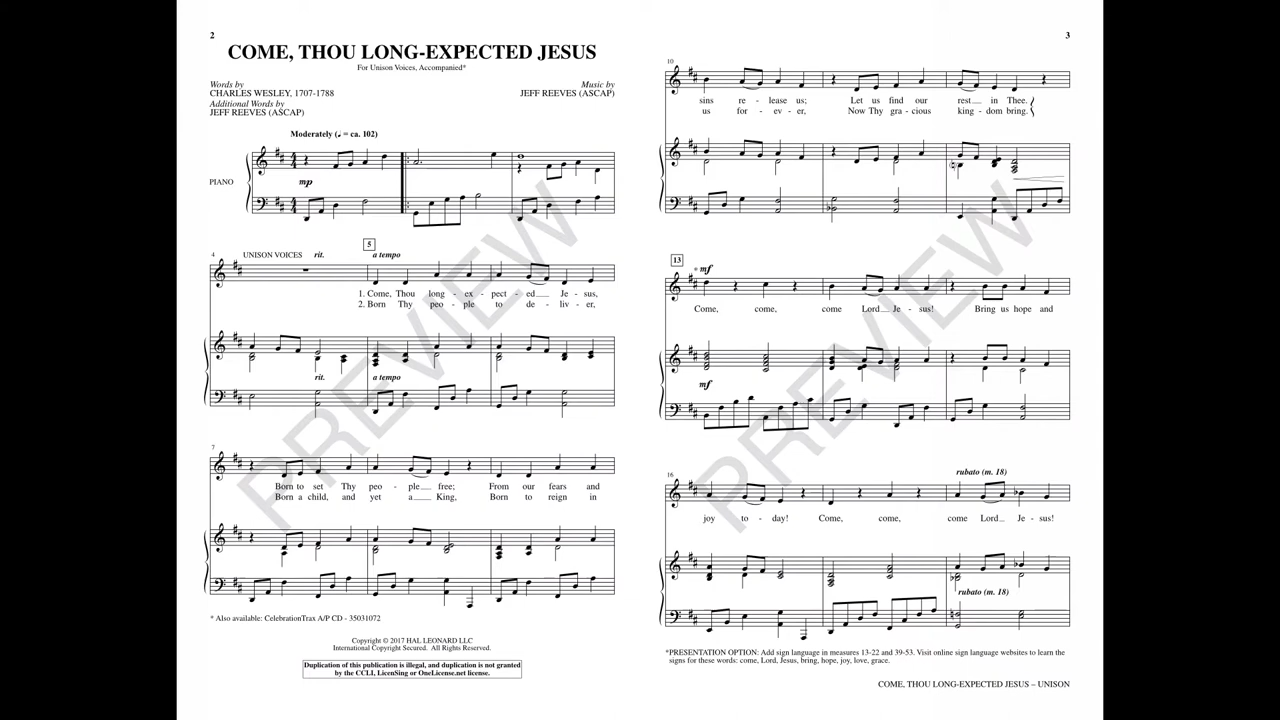 2
COME, THOU LONG-EXPECTED JESUS
For Unison Voices, Accompanied*
Words by
CHARLES WESLEY, 1707-1788
Additional Words by
JEFF REEVES (ASCAP)
Music by
JEFF REEVES (ASCAP)
Moderately (♩ = ca. 102)
PIANO
mp
4
UNISON VOICES
rit.
5
a tempo
1. Come, Thou long - ex - pect - ed Je - sus,
2. Born Thy peo - ple to de - liv - er,
rit.
a tempo
7
Born to set Thy peo - ple free; From our fears and
Born a child, and yet a King, Born to reign in
* Also available: CelebrationTrax A/P CD - 35031072
Copyright © 2017 HAL LEONARD LLC
International Copyright Secured. All Rights Reserved.
Duplication of this publication is illegal, and duplication is not granted
by the CCLI, LicenSing or OneLicense.net license.
3
10
sins re - lease us; Let us find our rest in Thee.
us for - ev - er, Now Thy gra - cious king - dom bring.
13
* mf
Come, come, come Lord Je - sus! Bring us hope and
mf
16
rubato (m. 18)
joy to - day! Come, come, come Lord Je - sus!
rubato (m. 18)
*PRESENTATION OPTION: Add sign language in measures 13-22 and 39-53. Visit online sign language websites to learn the
signs for these words: come, Lord, Jesus, bring, hope, joy, love, grace.
COME, THOU LONG-EXPECTED JESUS – UNISON
PREVIEW
PREVIEW